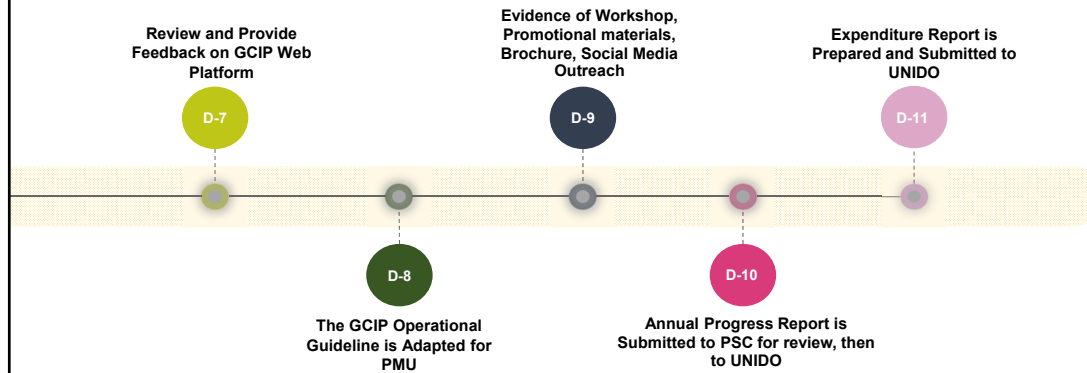 Review and Provide
Feedback on GCIP Web
Platform
D-7
Evidence of Workshop,
Promotional materials,
Brochure, Social Media
Outreach
D-9
Expenditure Report is
Prepared and Submitted to
UNIDO
D-11
D-8
The GCIP Operational
Guideline is Adapted for
PMU
D-10
Annual Progress Report is
Submitted to PSC for review, then
to UNIDO